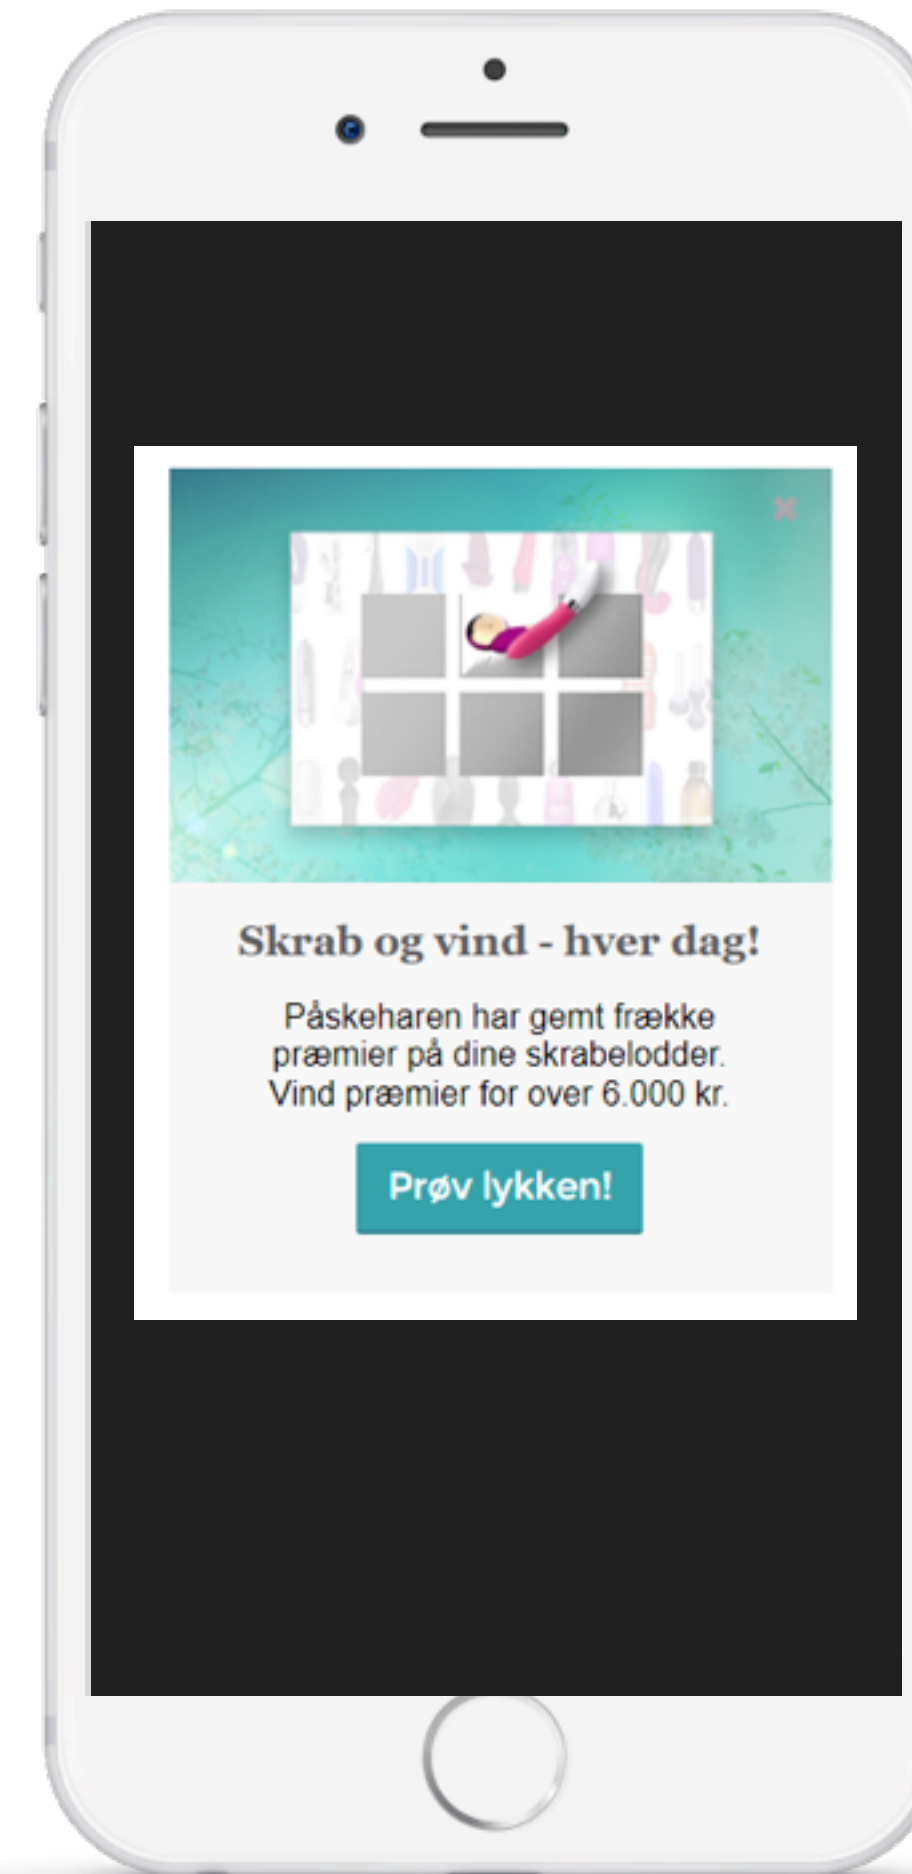 Skrab og vind - hver dag!
Påskeharen har gemt frække
præmier på dine skrabelodder.
Vind præmier for over 6.000 kr.
Prøv lykken!